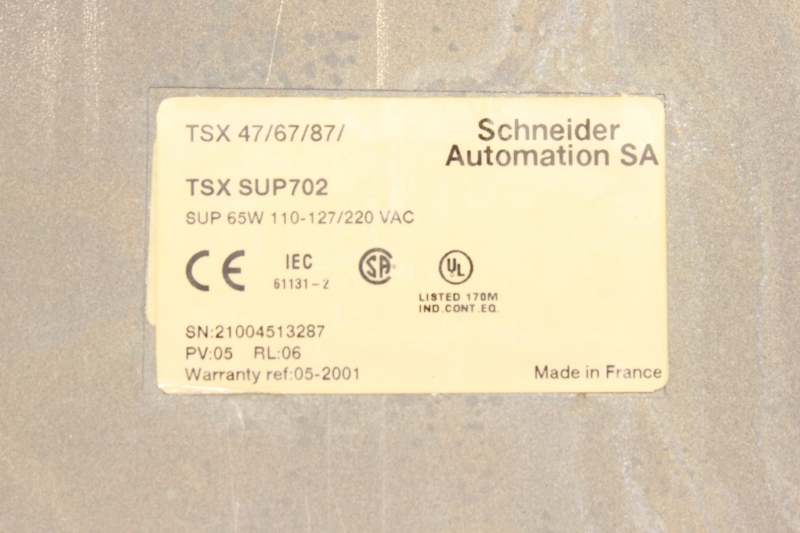 TSX 47/67/87/
Schneider
Automation SA
TSX SUP702
SUP 65W 110-127/220 VAC
CE
IEC
61131-2
SA
UL
LISTED 170M
IND.CONT.EQ.
SN:21004513287
PV:05 RL:06
Warranty ref:05-2001
Made in France